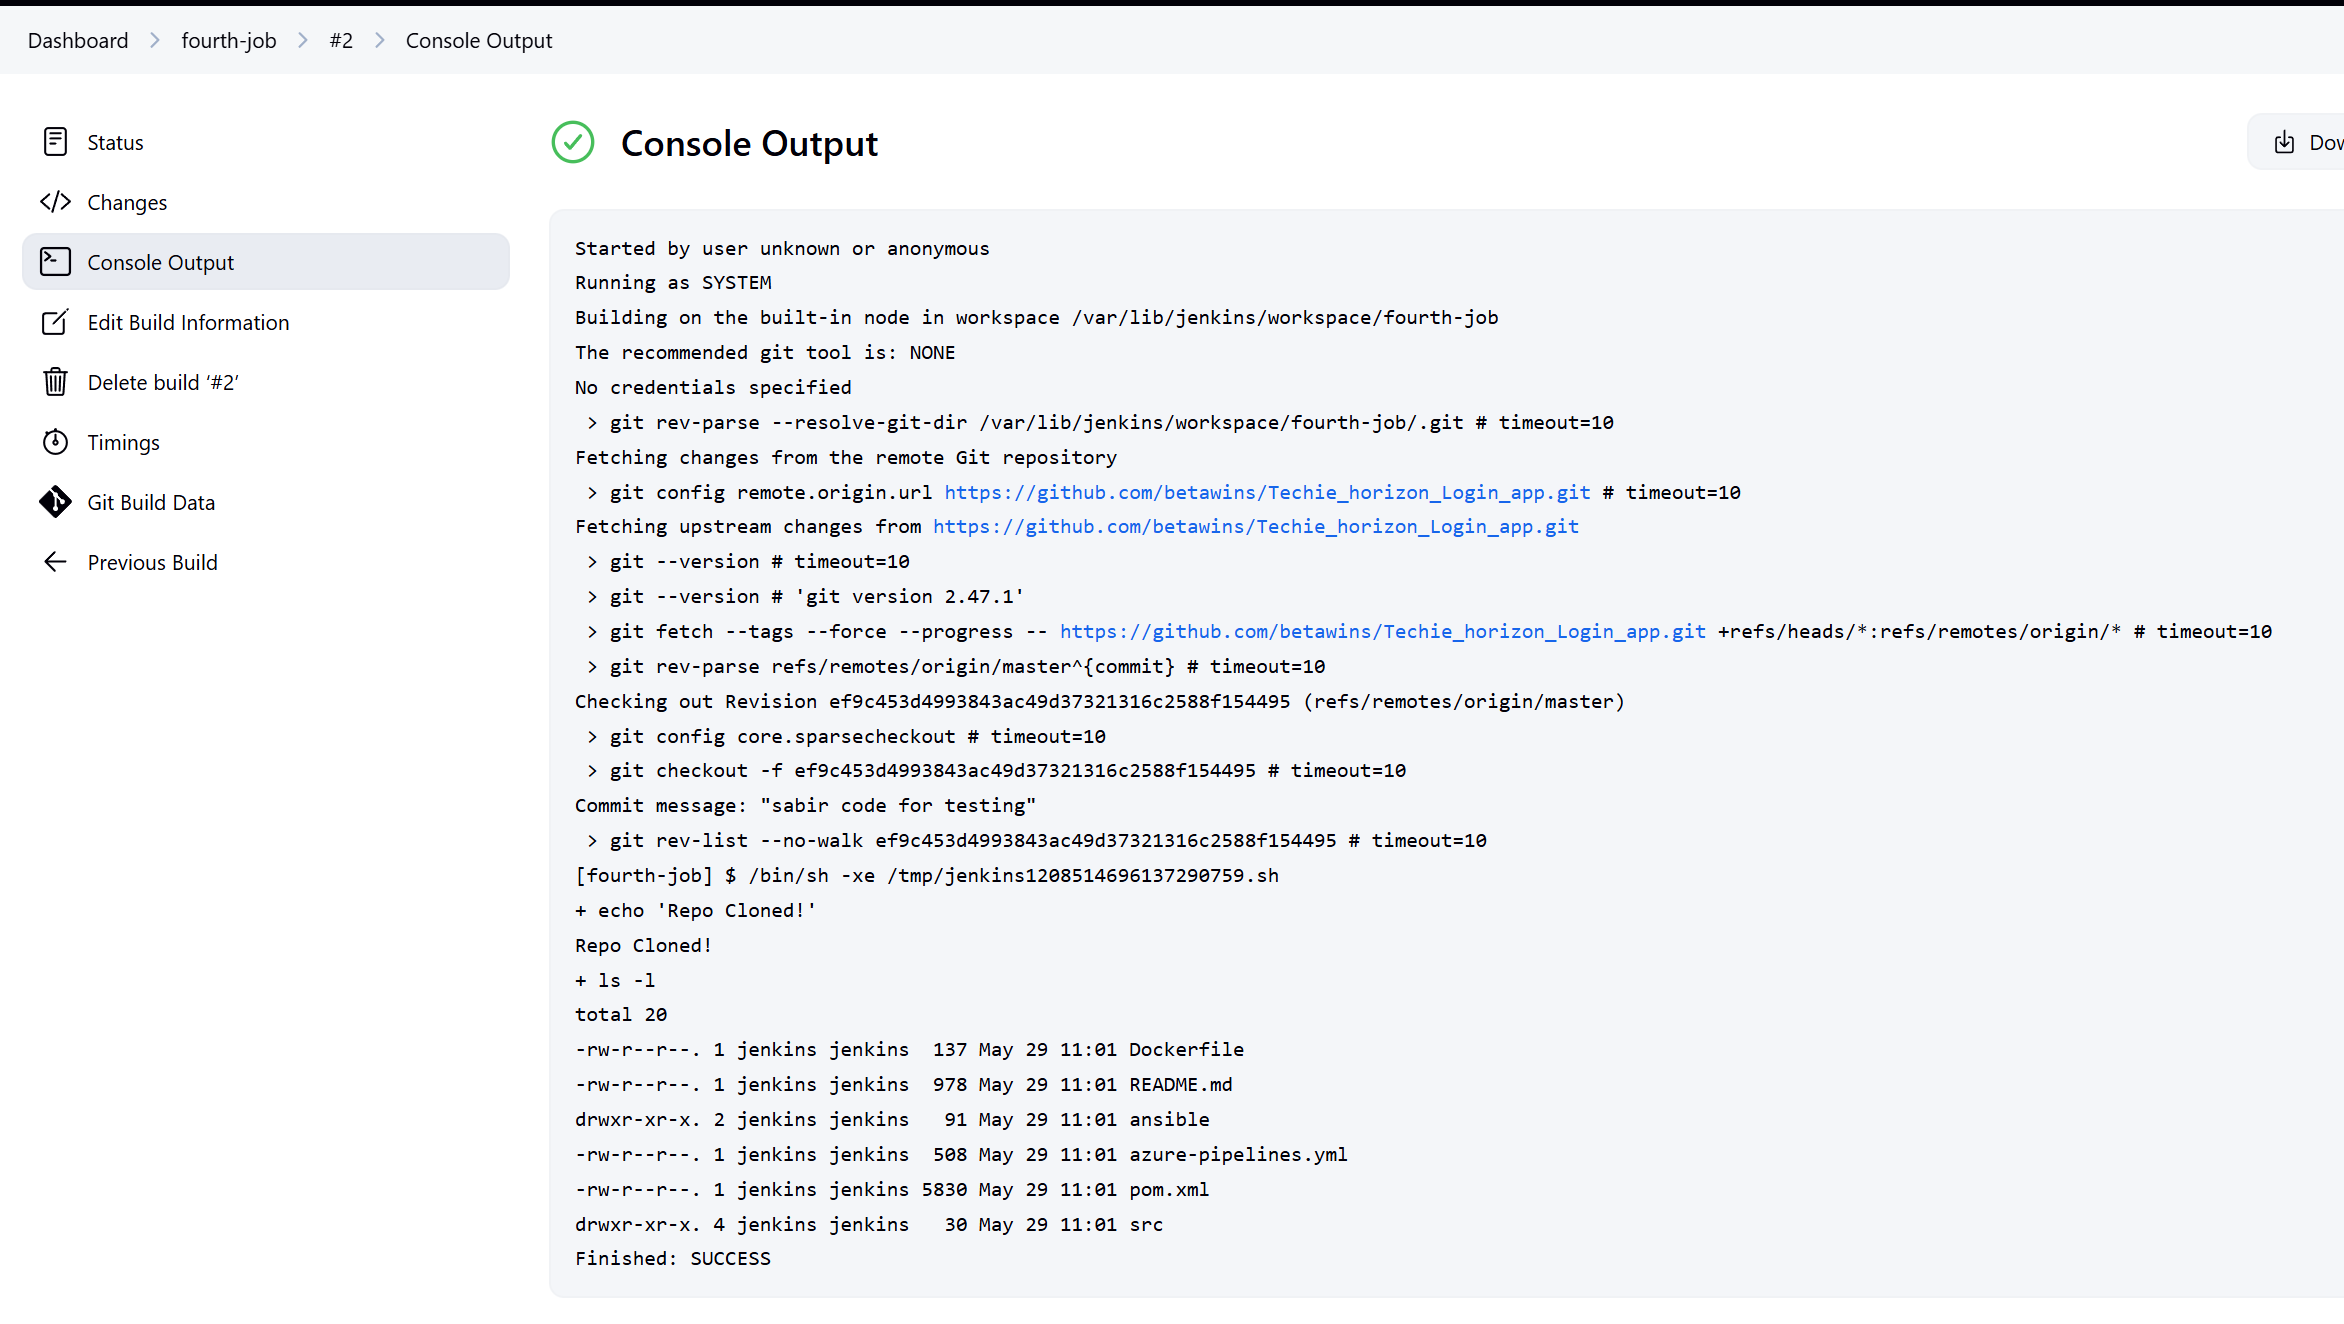 Dashboard > fourth-job > #2 > Console Output
Status
Changes
Console Output
Edit Build Information
Delete build ‘#2’
Timings
Git Build Data
Previous Build
Console Output
Dow
Started by user unknown or anonymous
Running as SYSTEM
Building on the built-in node in workspace /var/lib/jenkins/workspace/fourth-job
The recommended git tool is: NONE
No credentials specified
 > git rev-parse --resolve-git-dir /var/lib/jenkins/workspace/fourth-job/.git # timeout=10
Fetching changes from the remote Git repository
 > git config remote.origin.url https://github.com/betawins/Techie_horizon_Login_app.git # timeout=10
Fetching upstream changes from https://github.com/betawins/Techie_horizon_Login_app.git
 > git --version # timeout=10
 > git --version # 'git version 2.47.1'
 > git fetch --tags --force --progress -- https://github.com/betawins/Techie_horizon_Login_app.git +refs/heads/*:refs/remotes/origin/* # timeout=10
 > git rev-parse refs/remotes/origin/master^{commit} # timeout=10
Checking out Revision ef9c453d4993843ac49d37321316c2588f154495 (refs/remotes/origin/master)
 > git config core.sparsecheckout # timeout=10
 > git checkout -f ef9c453d4993843ac49d37321316c2588f154495 # timeout=10
Commit message: "sabir code for testing"
 > git rev-list --no-walk ef9c453d4993843ac49d37321316c2588f154495 # timeout=10
[fourth-job] $ /bin/sh -xe /tmp/jenkins1208514696137290759.sh
+ echo 'Repo Cloned!'
Repo Cloned!
+ ls -l
total 20
-rw-r--r--. 1 jenkins jenkins  137 May 29 11:01 Dockerfile
-rw-r--r--. 1 jenkins jenkins  978 May 29 11:01 README.md
drwxr-xr-x. 2 jenkins jenkins   91 May 29 11:01 ansible
-rw-r--r--. 1 jenkins jenkins  508 May 29 11:01 azure-pipelines.yml
-rw-r--r--. 1 jenkins jenkins 5830 May 29 11:01 pom.xml
drwxr-xr-x. 4 jenkins jenkins   30 May 29 11:01 src
Finished: SUCCESS